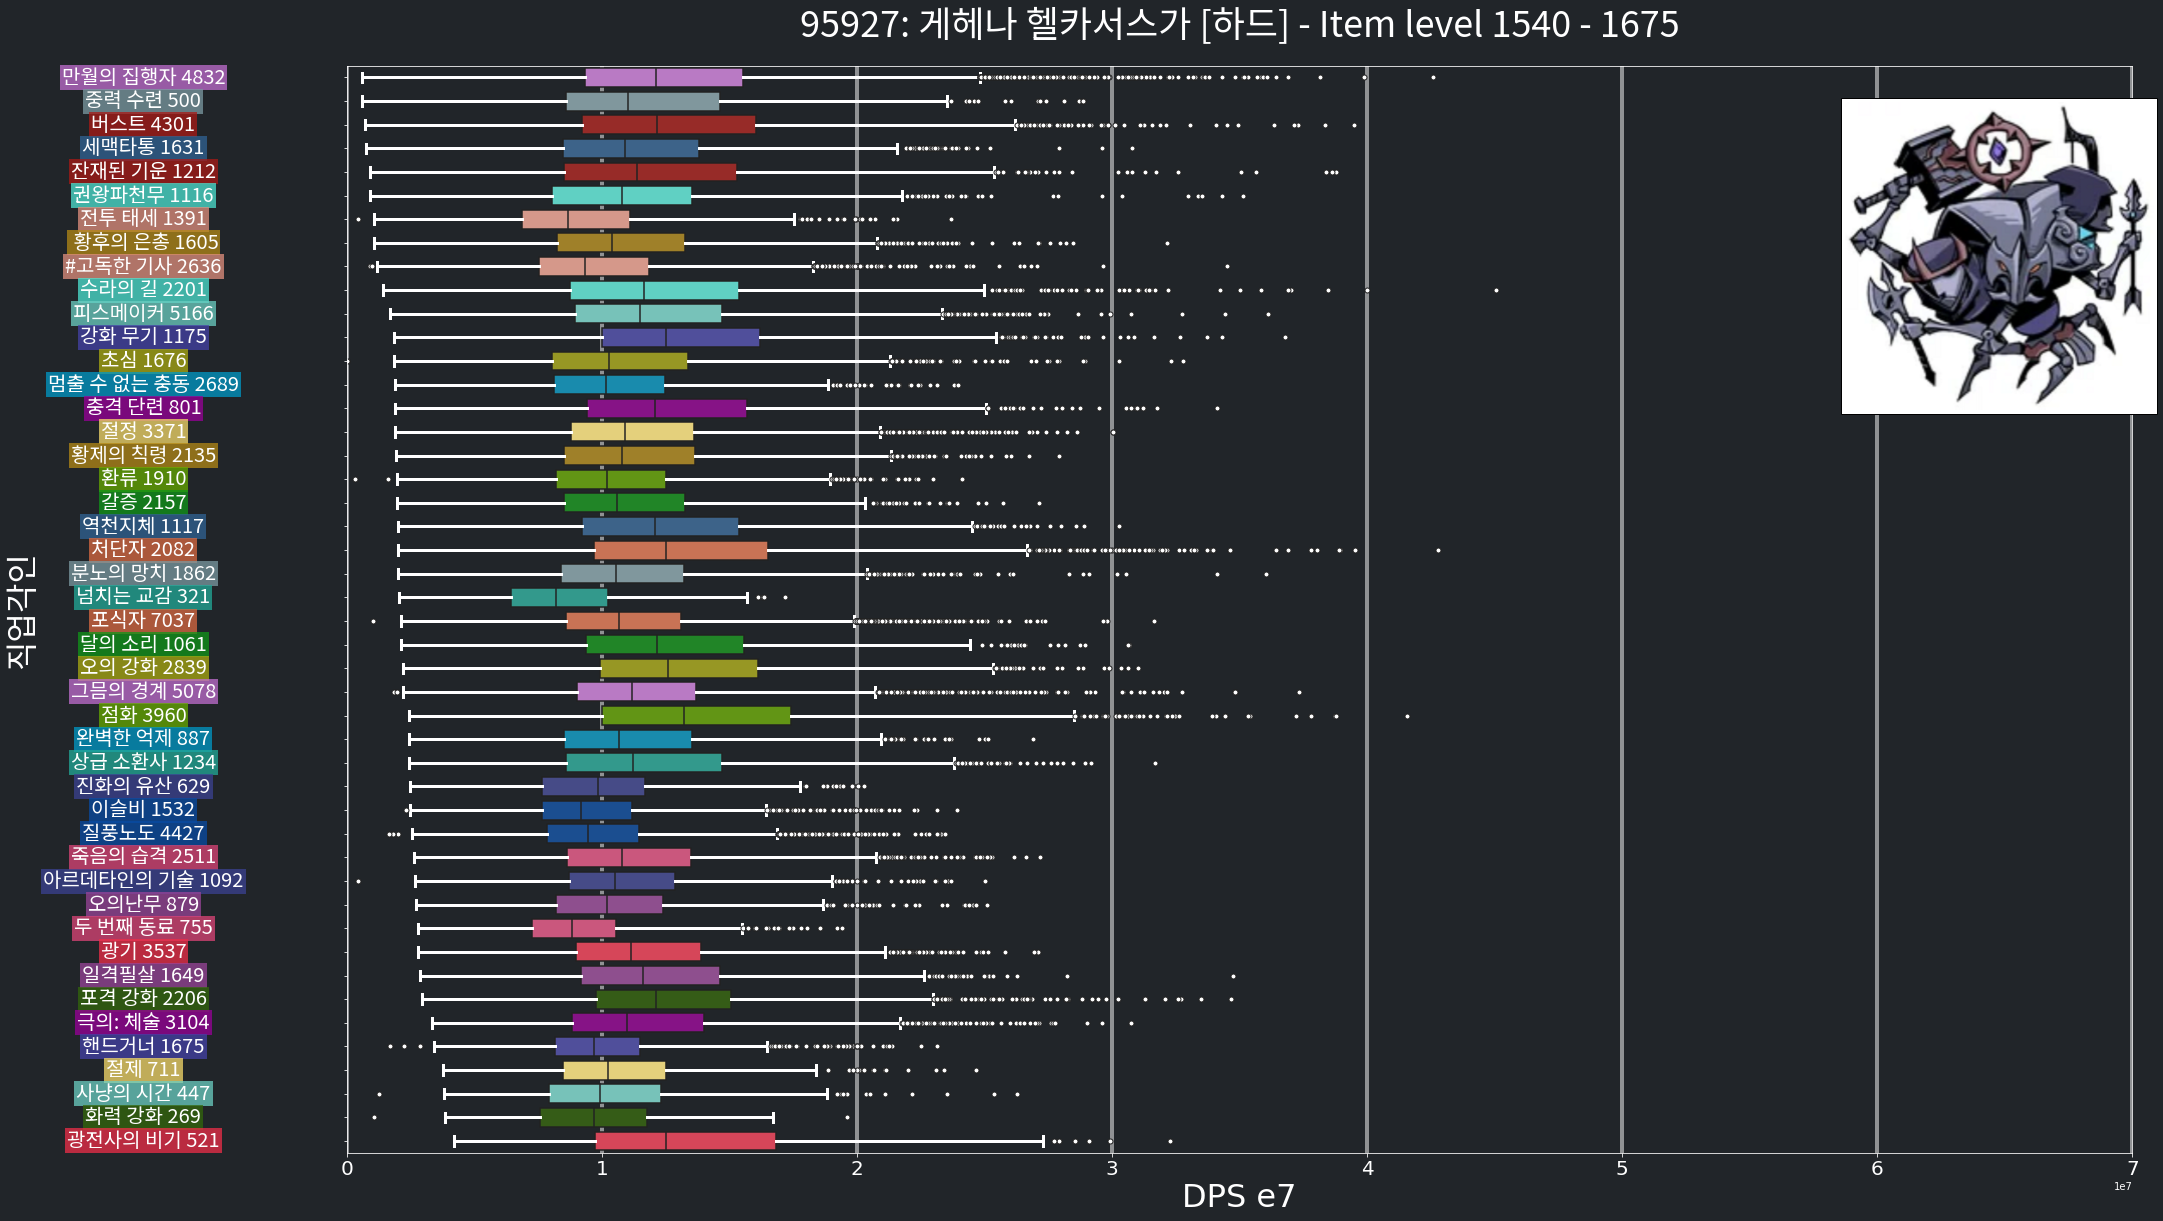 95927: 게헤나 헬카서스가 [하드] - Item level 1540 - 1675
만월의 집행자 4832
중력 수련 500
버스트 4301
세맥타통 1631
잔재된 기운 1212
권왕파천무 1116
전투 태세 1391
황후의 은총 1605
#고독한 기사 2636
수라의 길 2201
피스메이커 5166
강화 무기 1175
초심 1676
멈출 수 없는 충동 2689
충격 단련 801
절정 3371
황제의 칙령 2135
환류 1910
갈증 2157
역천지체 1117
처단자 2082
분노의 망치 1862
넘치는 교감 321
포식자 7037
달의 소리 1061
오의 강화 2839
그믐의 경계 5078
점화 3960
완벽한 억제 887
상급 소환사 1234
진화의 유산 629
이슬비 1532
질풍노도 4427
죽음의 습격 2511
아르데타인의 기술 1092
오의난무 879
두 번째 동료 755
광기 3537
일격필살 1649
포격 강화 2206
극의: 체술 3104
핸드거너 1675
절제 711
사냥의 시간 447
화력 강화 269
광전사의 비기 521
직업각인
0 1 2 3 4 5 6 7
1e7
DPS e7